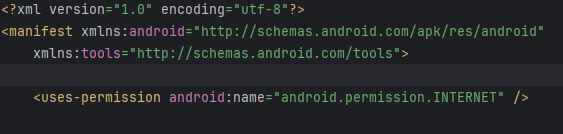 <?xml version="1.0" encoding="utf-8"?>
<manifest xmlns:android="http://schemas.android.com/apk/res/android"
    xmlns:tools="http://schemas.android.com/tools">

    <uses-permission android:name="android.permission.INTERNET" />